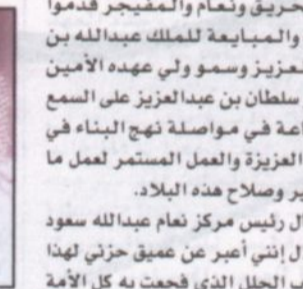 حريق ونعام والمفيجر قدموا
والمبايعة للملك عبدالله بن
عزيز وسمو ولي عهده الأمين
سلطان بن عبدالعزيز على السمع
اعة في مواصلة نهج البناء في
العزيزة والعمل المستمر لعمل ما
ير وصلاح هذه البلاد.
ال رئيس مركز نعام عبدالله سعود
ل إنني أعبر عن عميق حزني لهذا
الجلل الذي فجعت به كل الأمة